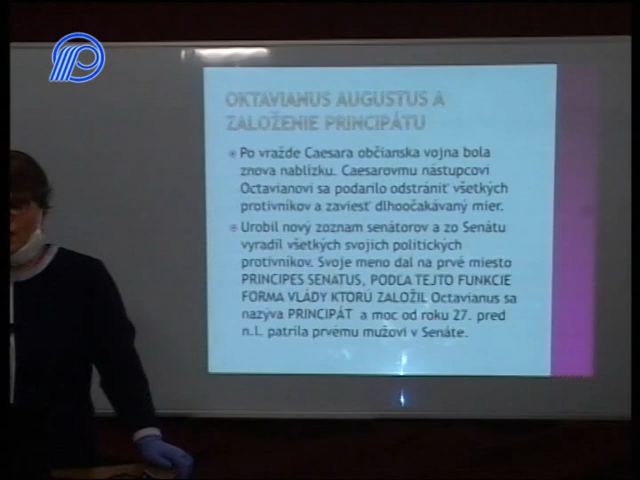 OKTAVIANUS AUGUSTUS A
ZALOŽENIE PRINCIPÁTU
Po vražde Caesara občianska vojna bola
znova nablízku. Caesarovmu nástupcovi
Octavianovi sa podarilo odstrániť všetkých
protivníkov a zaviesť dlhoočakávaný mier.
Urobil nový zoznam senátorov a zo Senátu
vyradil všetkých svojich politických
protivníkov. Svoje meno dal na prvé miesto
PRINCIPES SENATUS, PODĽA TEJTO FUNKCIE
FORMA VLÁDY KTORÚ ZALOŽIL Octavianus sa
nazýva PRINCIPÁT a moc od roku 27. pred
n.l. patrila prvému mužovi v Senáte.